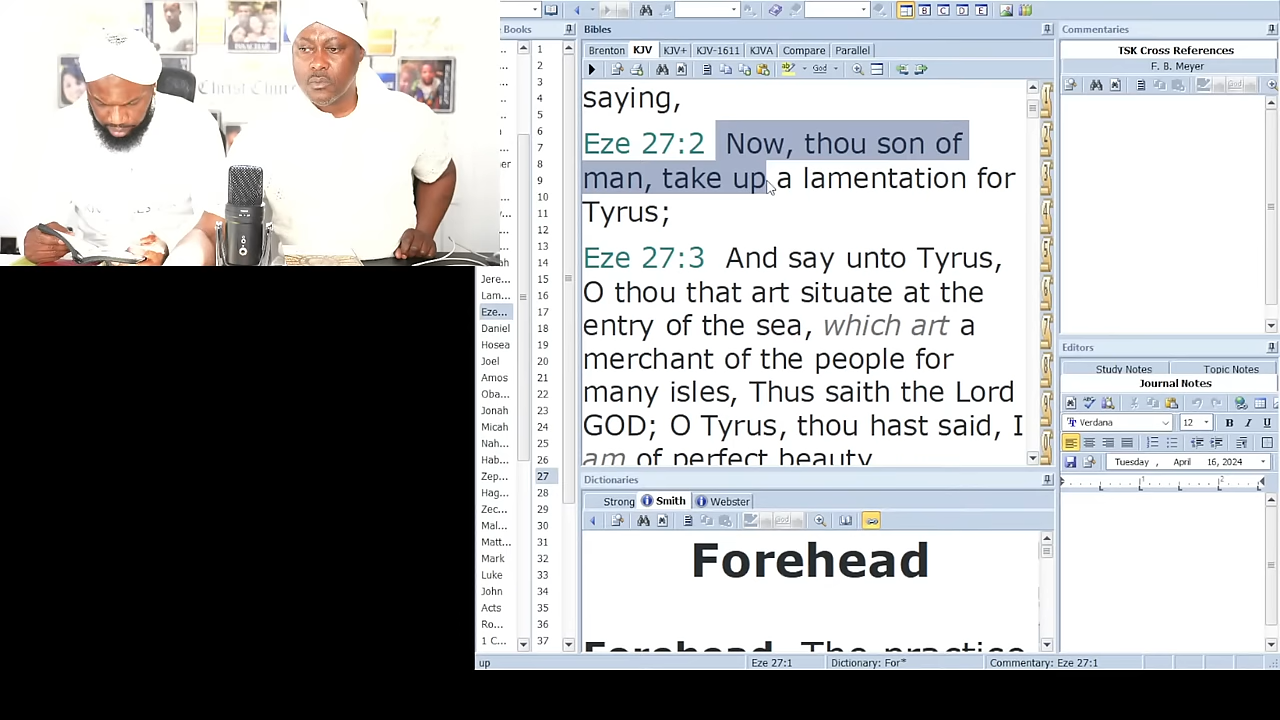 Books
Bibles
Commentaries
Brenton KJV KJV+ KJV-1611 KJVA Compare Parallel
TSK Cross References
F. B. Meyer
saying,
Eze 27:2 Now, thou son of
man, take up a lamentation for
Tyrus;
Eze 27:3 And say unto Tyrus,
O thou that art situate at the
entry of the sea, which art a
merchant of the people for
many isles, Thus saith the Lord
GOD; O Tyrus, thou hast said, I
am of perfect beauty
1
2
3
4
5
6
7
8
9
10
11
12
13
14
Jere... 15
Lam... 16
Eze... 17
Daniel 18
Hosea 19
Joel 20
Amos 21
Oba... 22
Jonah 23
Micah 24
Nah... 25
Hab... 26
Zep... 27
Hag... 28
Zec... 29
Mal... 30
Matt... 31
Mark 32
Luke 33
John 34
Acts 35
Ro... 36
1 C... 37
Dictionaries
Strong Smith Webster
Forehead
Forehead The practice
Editors
Study Notes Topic Notes
Journal Notes
Verdana 12 B I U
Tuesday , April 16, 2024
1 2
up Eze 27:1 Dictionary: For* Commentary: Eze 27:1